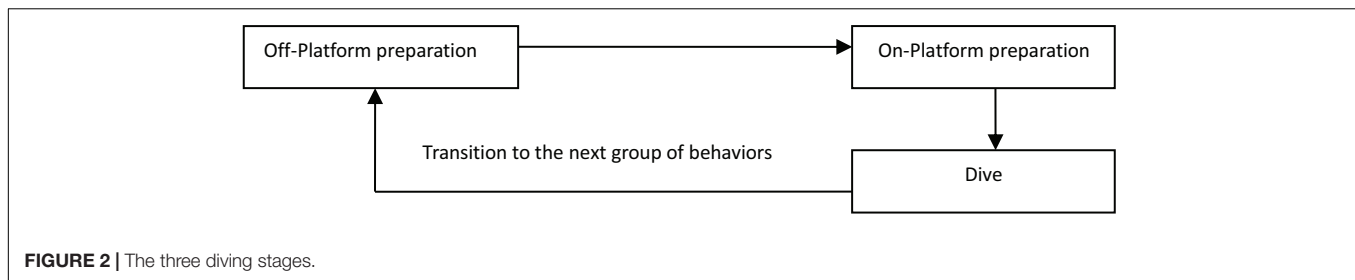 Off-Platform preparation
On-Platform preparation
Transition to the next group of behaviors
Dive
FIGURE 2 | The three diving stages.